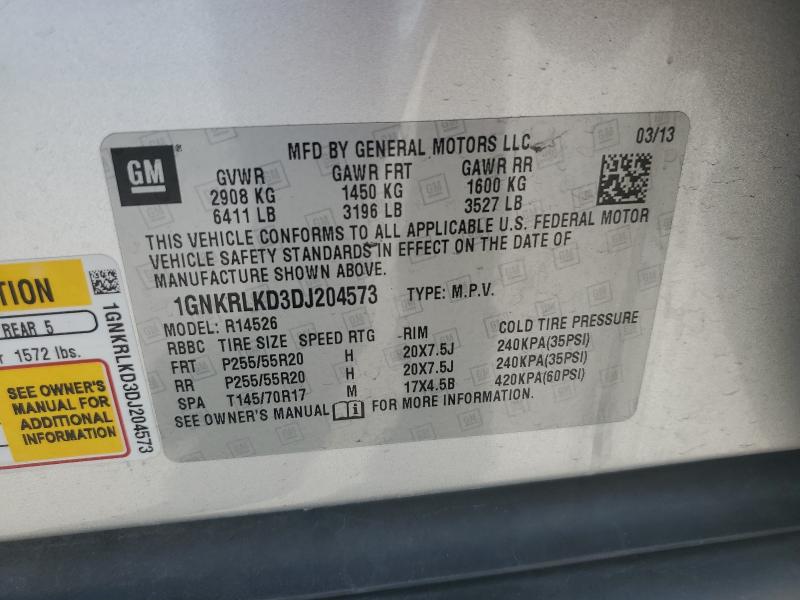 GM
MFD BY GENERAL MOTORS LLC
03/13
GVWR GAWR FRT GAWR RR
2908 KG 1450 KG 1600 KG
6411 LB 3196 LB 3527 LB
THIS VEHICLE CONFORMS TO ALL APPLICABLE U.S. FEDERAL MOTOR
VEHICLE SAFETY STANDARDS IN EFFECT ON THE DATE OF
MANUFACTURE SHOWN ABOVE.
1GNKRLKD3DJ204573 TYPE: M.P.V.
MODEL: R14526
RBBC TIRE SIZE SPEED RTG RIM COLD TIRE PRESSURE
FRT P255/55R20 H 20X7.5J 240KPA(35PSI)
RR P255/55R20 H 20X7.5J 240KPA(35PSI)
SPA T145/70R17 M 17X4.5B 420KPA(60PSI)
SEE OWNER'S MANUAL FOR MORE INFORMATION.
TION
REAR 5
1572 lbs.
SEE OWNER'S
MANUAL FOR
ADDITIONAL
INFORMATION
1GNKRLKD3DJ204573